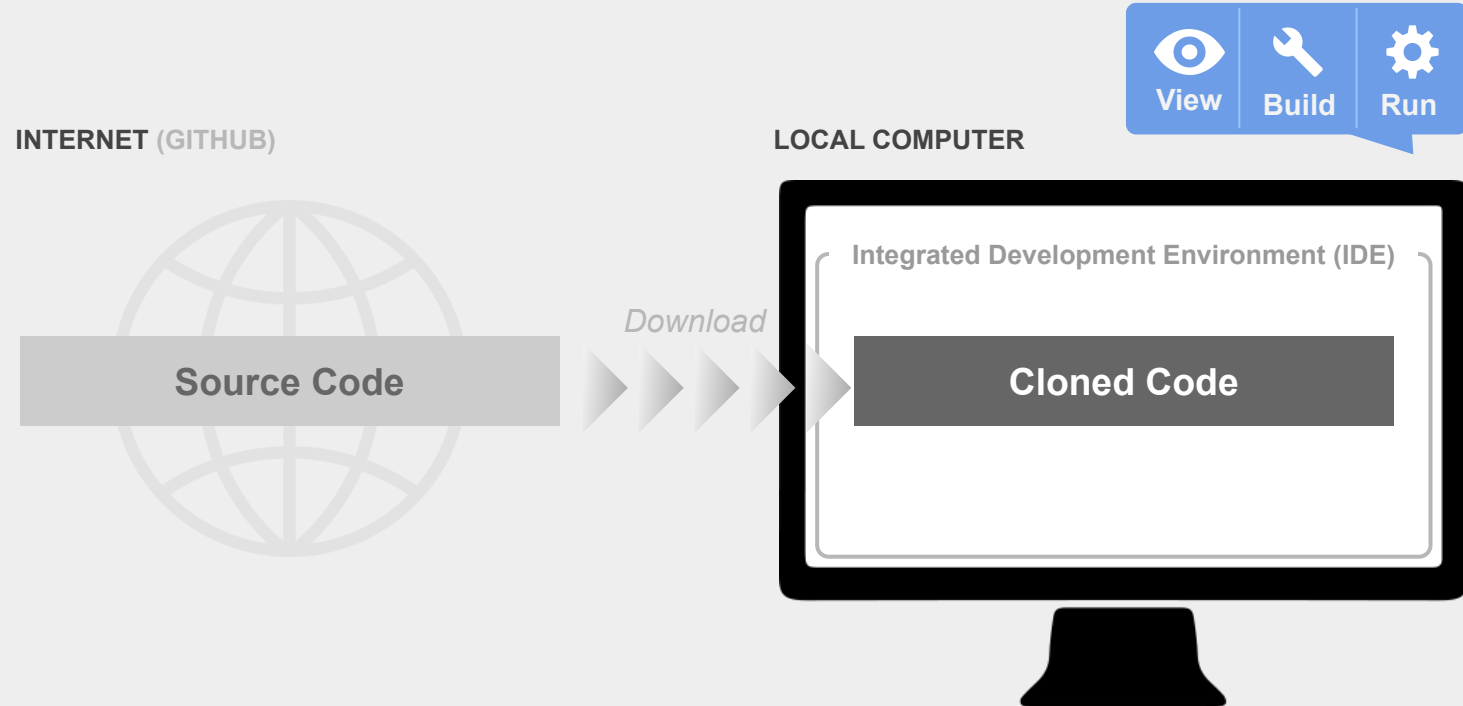 View
Build
Run
INTERNET (GITHUB)
LOCAL COMPUTER
Integrated Development Environment (IDE)
Download
Source Code
Cloned Code